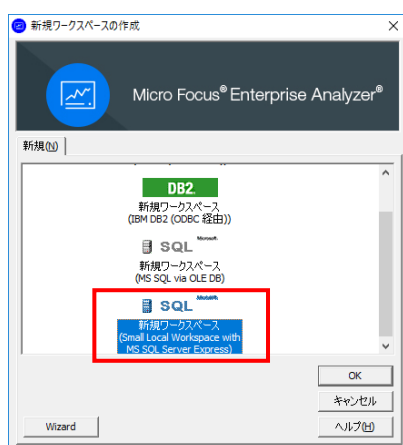 新規ワークスペースの作成
Micro Focus® Enterprise Analyzer®
新規(N)
DB2.
新規ワークスペース
(IBM DB2 (ODBC 経由))
Microsoft
SQL
新規ワークスペース
(MS SQL via OLE DB)
SQL
新規ワークスペース
(Small Local Workspace with
MS SQL Server Express)
OK
キャンセル
Wizard
ヘルプ(H)